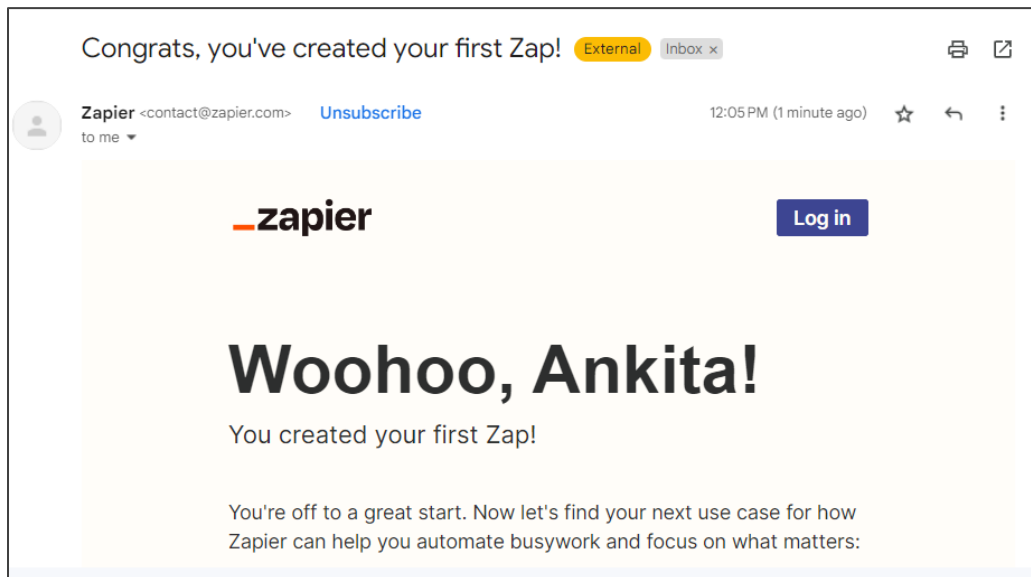 Congrats, you've created your first Zap! External Inbox x
Zapier <contact@zapier.com> Unsubscribe 12:05 PM (1 minute ago)
to me
zapier Log in
Woohoo, Ankita!
You created your first Zap!
You're off to a great start. Now let's find your next use case for how
Zapier can help you automate busywork and focus on what matters: